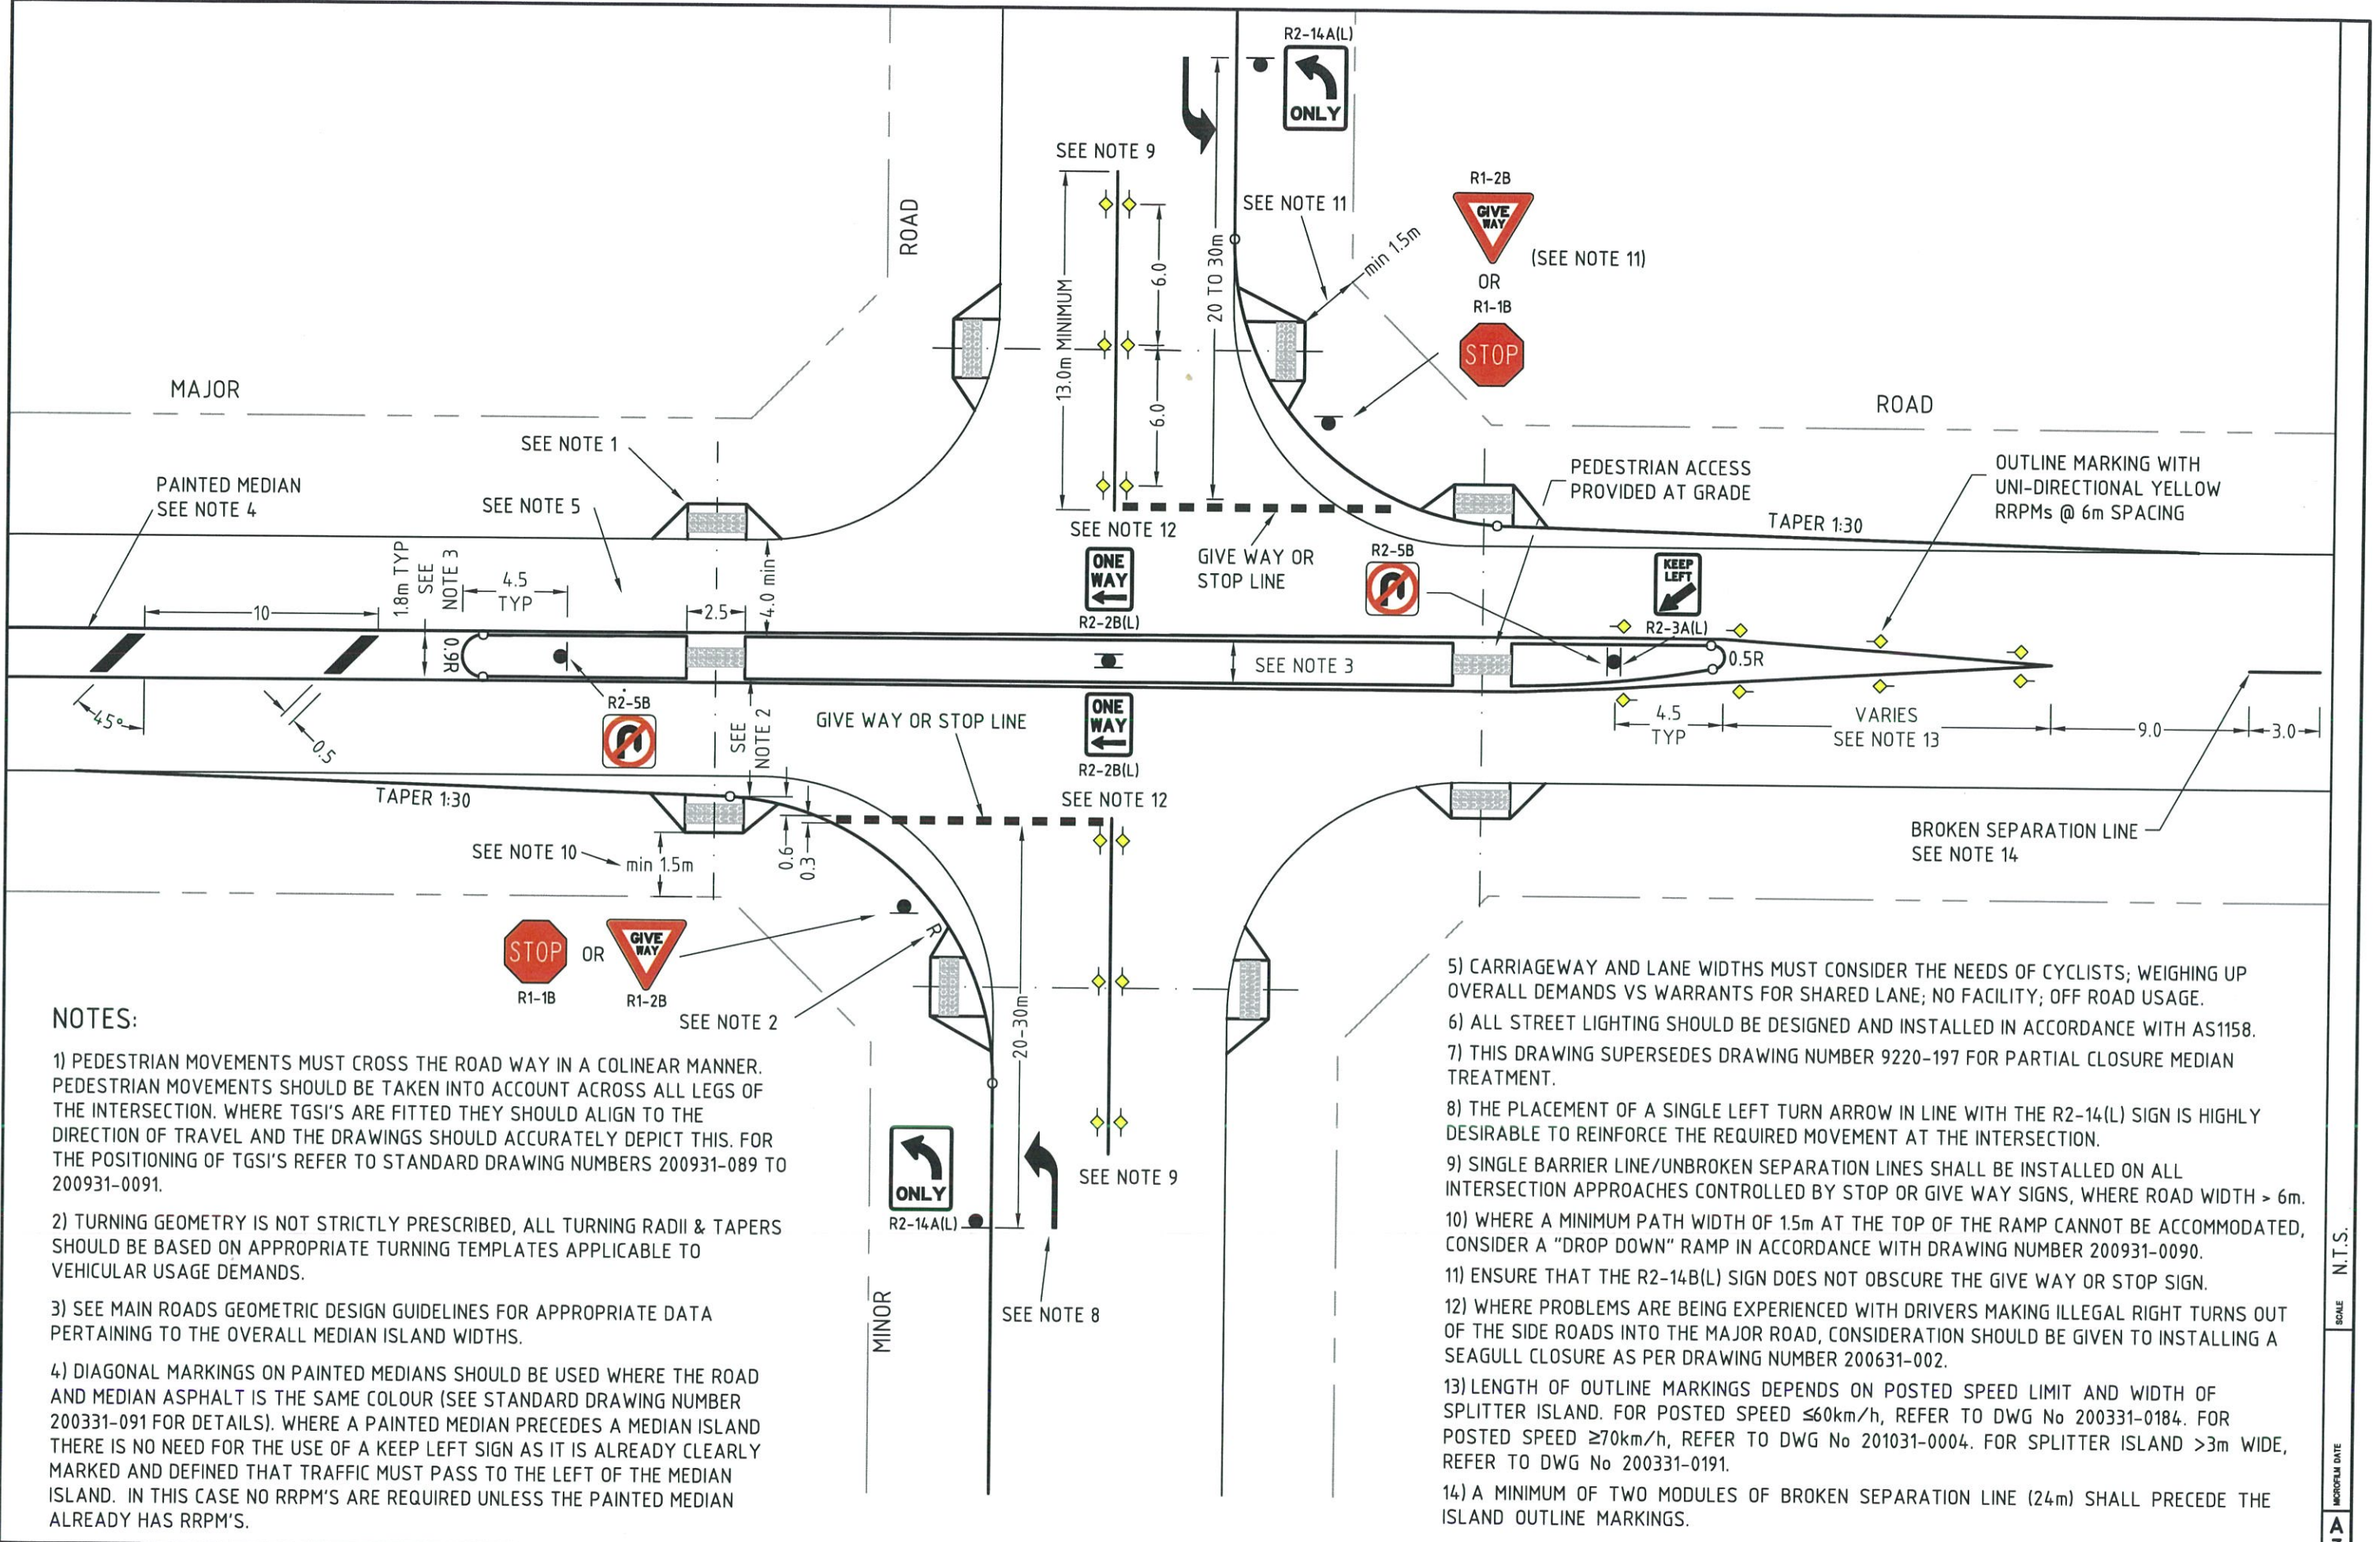 R2-14A(L)
ONLY
SEE NOTE 9
ROAD
SEE NOTE 11
min 1.5m
R1-2B
GIVE
WAY
(SEE NOTE 11)
OR
R1-1B
STOP
13.0m MINIMUM
6.0
6.0
20 TO 30m
MAJOR
ROAD
SEE NOTE 1
PAINTED MEDIAN
SEE NOTE 4
SEE NOTE 5
PEDESTRIAN ACCESS
PROVIDED AT GRADE
OUTLINE MARKING WITH
UNI-DIRECTIONAL YELLOW
RRPMs @ 6m SPACING
TAPER 1:30
SEE NOTE 12
GIVE WAY OR
STOP LINE
R2-5B
KEEP
LEFT
R2-3A(L)
ONE
WAY
R2-2B(L)
1.8m TYP
SEE
NOTE 3
4.5
TYP
10
2.5
4.0 min
0.9R
SEE NOTE 3
0.5R
45°
0.5
R2-5B
SEE
NOTE 2
GIVE WAY OR STOP LINE
ONE
WAY
R2-2B(L)
SEE NOTE 12
4.5
TYP
VARIES
SEE NOTE 13
9.0
3.0
TAPER 1:30
SEE NOTE 10
min 1.5m
0.6
0.3
BROKEN SEPARATION LINE
SEE NOTE 14
STOP
OR
GIVE
WAY
R1-1B
R1-2B
R
SEE NOTE 2
20-30m
ONLY
R2-14A(L)
SEE NOTE 9
SEE NOTE 8
MINOR
NOTES:
1) PEDESTRIAN MOVEMENTS MUST CROSS THE ROAD WAY IN A COLINEAR MANNER.
PEDESTRIAN MOVEMENTS SHOULD BE TAKEN INTO ACCOUNT ACROSS ALL LEGS OF
THE INTERSECTION. WHERE TGSI'S ARE FITTED THEY SHOULD ALIGN TO THE
DIRECTION OF TRAVEL AND THE DRAWINGS SHOULD ACCURATELY DEPICT THIS. FOR
THE POSITIONING OF TGSI'S REFER TO STANDARD DRAWING NUMBERS 200931-089 TO
200931-0091.
2) TURNING GEOMETRY IS NOT STRICTLY PRESCRIBED, ALL TURNING RADII & TAPERS
SHOULD BE BASED ON APPROPRIATE TURNING TEMPLATES APPLICABLE TO
VEHICULAR USAGE DEMANDS.
3) SEE MAIN ROADS GEOMETRIC DESIGN GUIDELINES FOR APPROPRIATE DATA
PERTAINING TO THE OVERALL MEDIAN ISLAND WIDTHS.
4) DIAGONAL MARKINGS ON PAINTED MEDIANS SHOULD BE USED WHERE THE ROAD
AND MEDIAN ASPHALT IS THE SAME COLOUR (SEE STANDARD DRAWING NUMBER
200331-091 FOR DETAILS). WHERE A PAINTED MEDIAN PRECEDES A MEDIAN ISLAND
THERE IS NO NEED FOR THE USE OF A KEEP LEFT SIGN AS IT IS ALREADY CLEARLY
MARKED AND DEFINED THAT TRAFFIC MUST PASS TO THE LEFT OF THE MEDIAN
ISLAND. IN THIS CASE NO RRPM'S ARE REQUIRED UNLESS THE PAINTED MEDIAN
ALREADY HAS RRPM'S.
5) CARRIAGEWAY AND LANE WIDTHS MUST CONSIDER THE NEEDS OF CYCLISTS; WEIGHING UP
OVERALL DEMANDS VS WARRANTS FOR SHARED LANE; NO FACILITY; OFF ROAD USAGE.
6) ALL STREET LIGHTING SHOULD BE DESIGNED AND INSTALLED IN ACCORDANCE WITH AS1158.
7) THIS DRAWING SUPERSEDES DRAWING NUMBER 9220-197 FOR PARTIAL CLOSURE MEDIAN
TREATMENT.
8) THE PLACEMENT OF A SINGLE LEFT TURN ARROW IN LINE WITH THE R2-14(L) SIGN IS HIGHLY
DESIRABLE TO REINFORCE THE REQUIRED MOVEMENT AT THE INTERSECTION.
9) SINGLE BARRIER LINE/UNBROKEN SEPARATION LINES SHALL BE INSTALLED ON ALL
INTERSECTION APPROACHES CONTROLLED BY STOP OR GIVE WAY SIGNS, WHERE ROAD WIDTH > 6m.
10) WHERE A MINIMUM PATH WIDTH OF 1.5m AT THE TOP OF THE RAMP CANNOT BE ACCOMMODATED,
CONSIDER A "DROP DOWN" RAMP IN ACCORDANCE WITH DRAWING NUMBER 200931-0090.
11) ENSURE THAT THE R2-14B(L) SIGN DOES NOT OBSCURE THE GIVE WAY OR STOP SIGN.
12) WHERE PROBLEMS ARE BEING EXPERIENCED WITH DRIVERS MAKING ILLEGAL RIGHT TURNS OUT
OF THE SIDE ROADS INTO THE MAJOR ROAD, CONSIDERATION SHOULD BE GIVEN TO INSTALLING A
SEAGULL CLOSURE AS PER DRAWING NUMBER 200631-002.
13) LENGTH OF OUTLINE MARKINGS DEPENDS ON POSTED SPEED LIMIT AND WIDTH OF
SPLITTER ISLAND. FOR POSTED SPEED ≤60km/h, REFER TO DWG No 200331-0184. FOR
POSTED SPEED ≥70km/h, REFER TO DWG No 201031-0004. FOR SPLITTER ISLAND >3m WIDE,
REFER TO DWG No 200331-0191.
14) A MINIMUM OF TWO MODULES OF BROKEN SEPARATION LINE (24m) SHALL PRECEDE THE
ISLAND OUTLINE MARKINGS.
SCALE N.T.S.
MICROFILM DATE
A